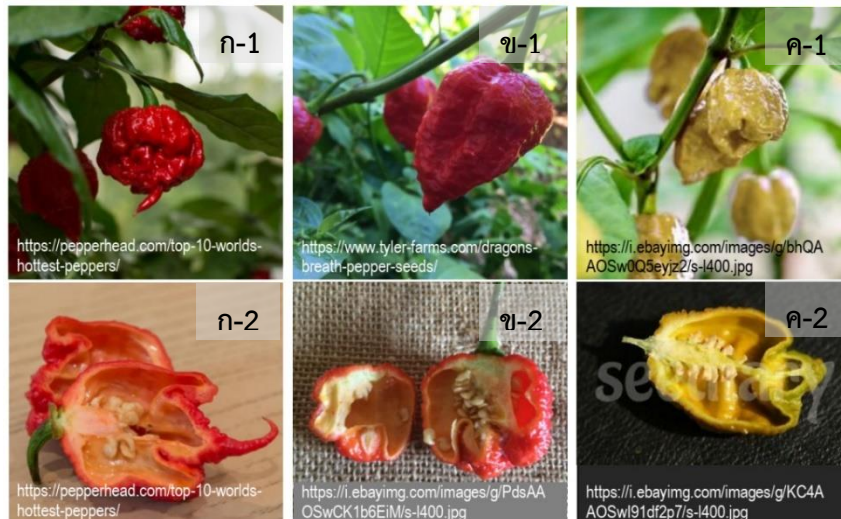 ก-1
https://pepperhead.com/top-10-worlds-
hottest-peppers/
ข-1
https://www.tyler-farms.com/dragons-
breath-pepper-seeds/
ค-1
https://i.ebayimg.com/images/g/bhQA
AOSw0Q5eyjz2/s-l400.jpg
ก-2
https://pepperhead.com/top-10-worlds-
hottest-peppers/
ข-2
https://i.ebayimg.com/images/g/PdsAA
OSwCK1b6EiM/s-l400.jpg
ค-2
https://i.ebayimg.com/images/g/KC4A
AOSwI91df2p7/s-l400.jpg